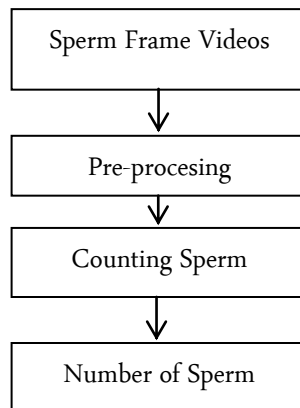 Sperm Frame Videos
Pre-procesing
Counting Sperm
Number of Sperm